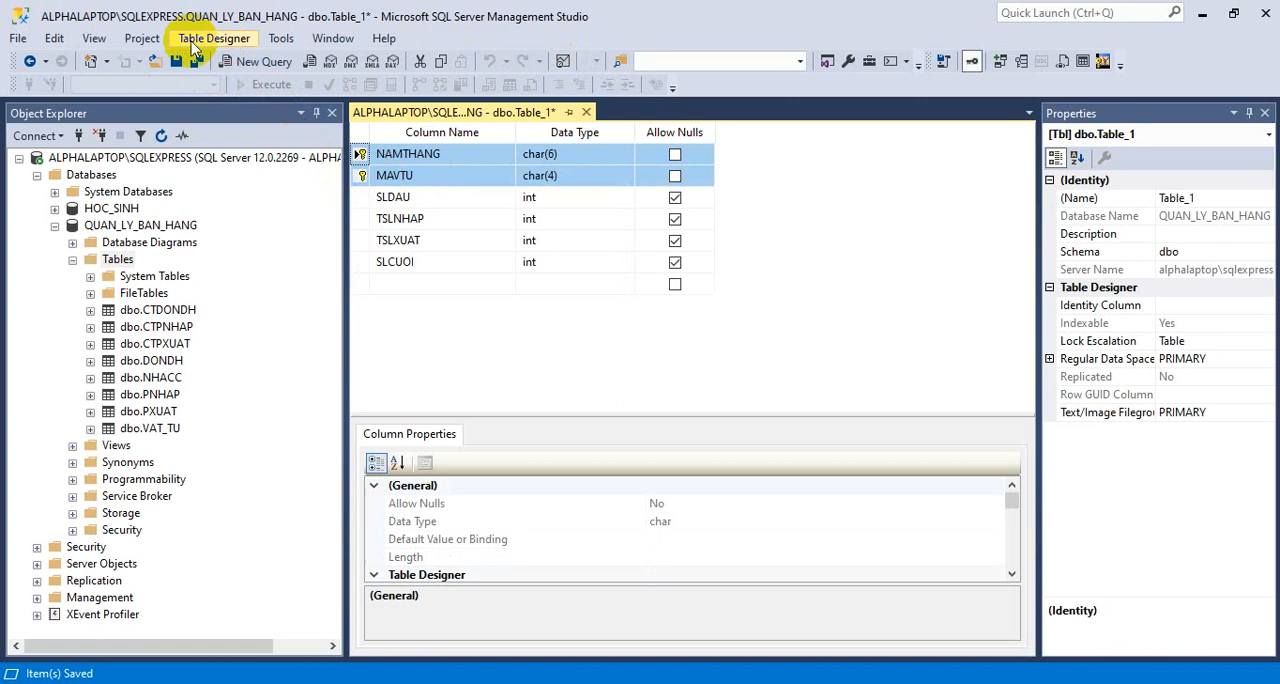 ALPHALAPTOP\SQLEXPRESS.QUAN_LY_BAN_HANG - dbo.Table_1* - Microsoft SQL Server Management Studio
Quick Launch (Ctrl+Q)
File Edit View Project Table Designer Tools Window Help
New Query
Execute
Object Explorer
Connect
ALPHALAPTOP\SQLEXPRESS (SQL Server 12.0.2269 - ALPHA
Databases
System Databases
HOC_SINH
QUAN_LY_BAN_HANG
Database Diagrams
Tables
System Tables
FileTables
dbo.CTDONDH
dbo.CTPNHAP
dbo.CTPXUAT
dbo.DONDH
dbo.NHACC
dbo.PNHAP
dbo.PXUAT
dbo.VAT_TU
Views
Synonyms
Programmability
Service Broker
Storage
Security
Security
Server Objects
Replication
Management
XEvent Profiler
ALPHALAPTOP\SQLE...NG - dbo.Table_1*
Column Name Data Type Allow Nulls
NAMTHANG char(6)
MAVTU char(4)
SLDAU int
TSLNHAP int
TSLXUAT int
SLCUOI int
Column Properties
(General)
Allow Nulls No
Data Type char
Default Value or Binding
Length
Table Designer
(General)
Properties
[Tbl] dbo.Table_1
(Identity)
(Name) Table_1
Database Name QUAN_LY_BAN_HANG
Description
Schema dbo
Server Name alphalaptop\sqlexpress
Table Designer
Identity Column
Indexable Yes
Lock Escalation Table
Regular Data Space PRIMARY
Replicated No
Row GUID Column
Text/Image Filegrou PRIMARY
(Identity)
Item(s) Saved